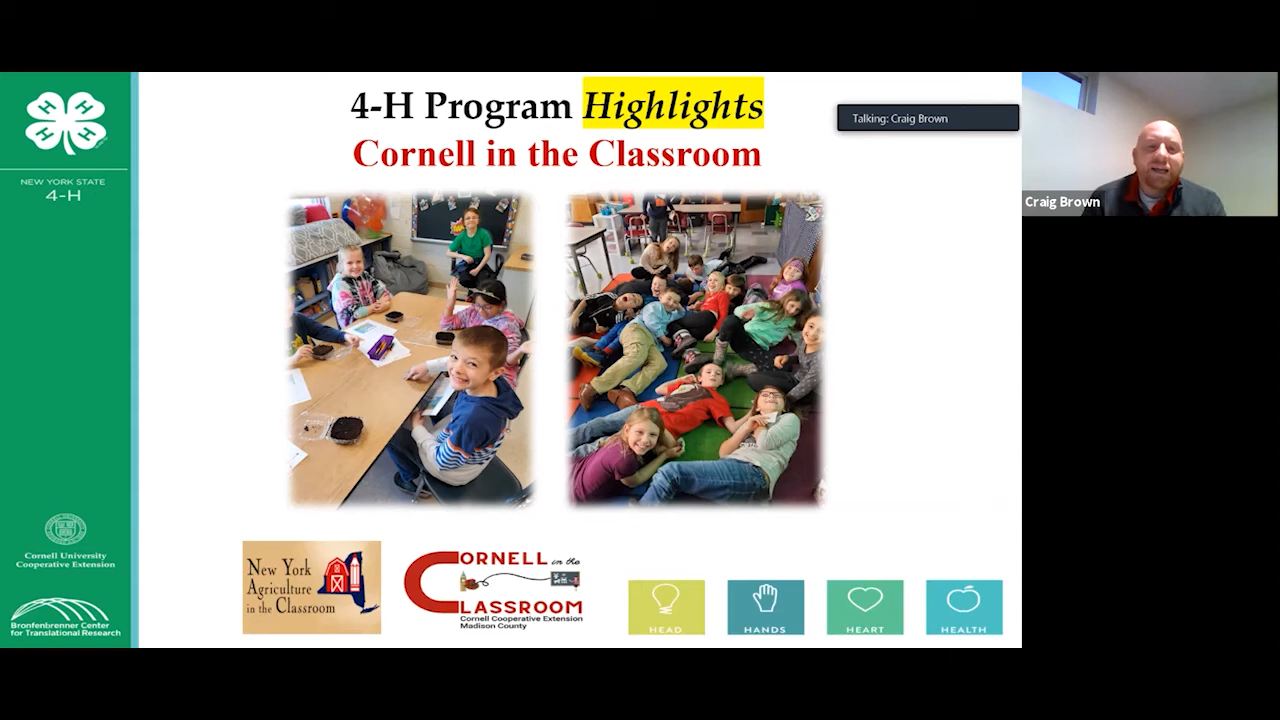 4-H Program Highlights
Cornell in the Classroom
Talking: Craig Brown
Craig Brown
H H
H H
NEW YORK STATE
4-H
Cornell University
Cooperative Extension
Bronfenbrenner Center
for Translational Research
New York
Agriculture
in the Classroom
CORNELL in the
CLASSROOM
Cornell Cooperative Extension
Madison County
HEAD
HANDS
HEART
HEALTH